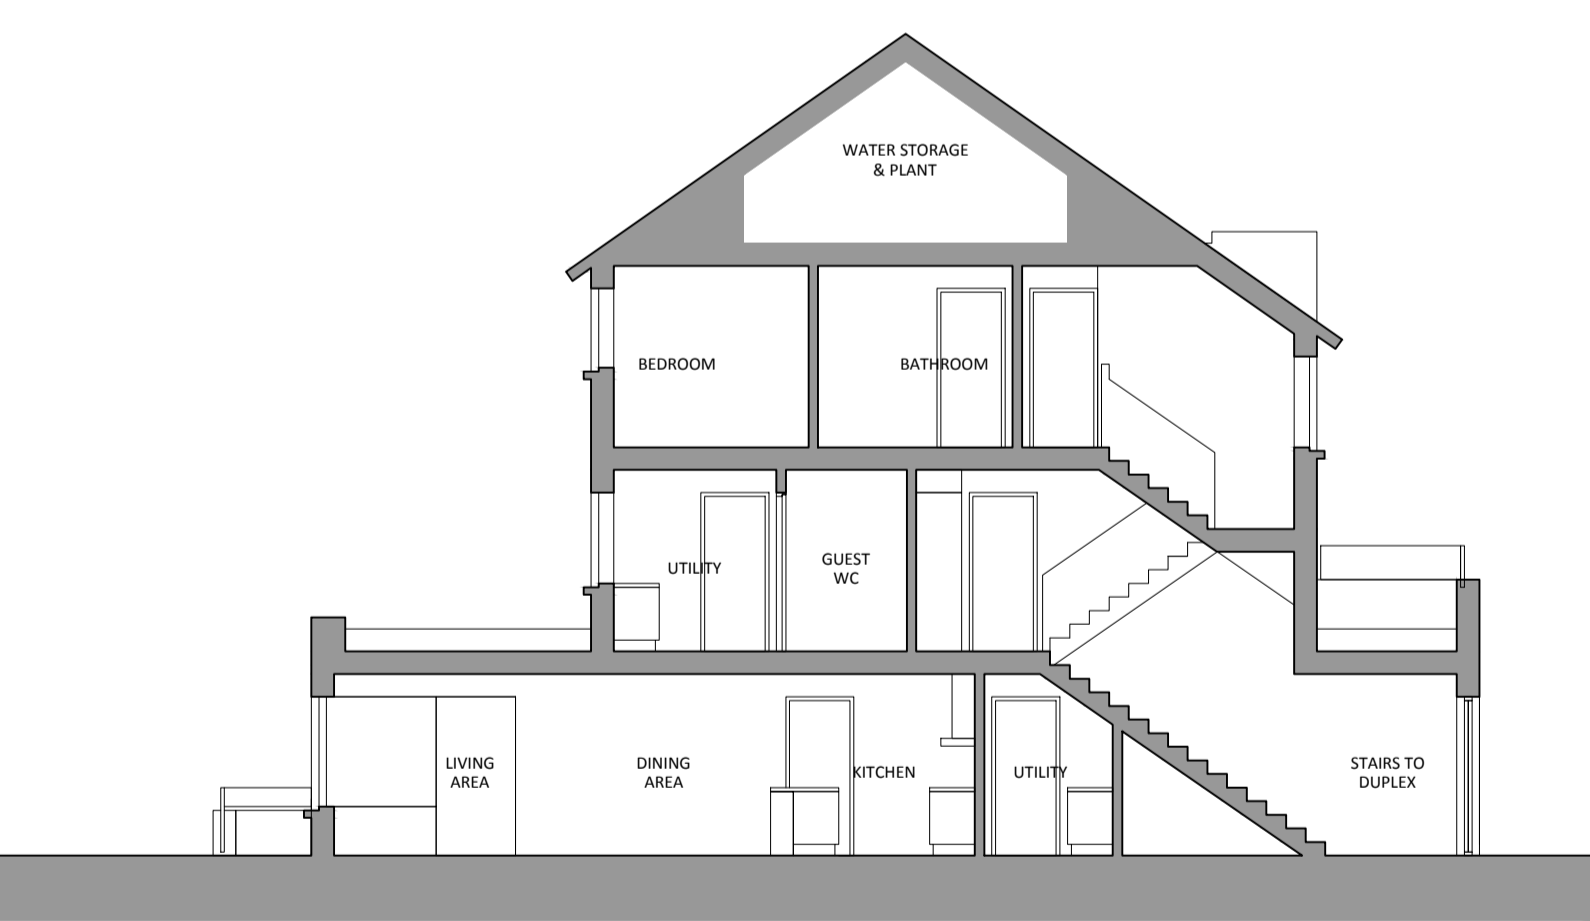 WATER STORAGE
& PLANT
BEDROOM
BATHROOM
UTILITY
GUEST
WC
LIVING
AREA
DINING
AREA
KITCHEN
UTILITY
STAIRS TO
DUPLEX